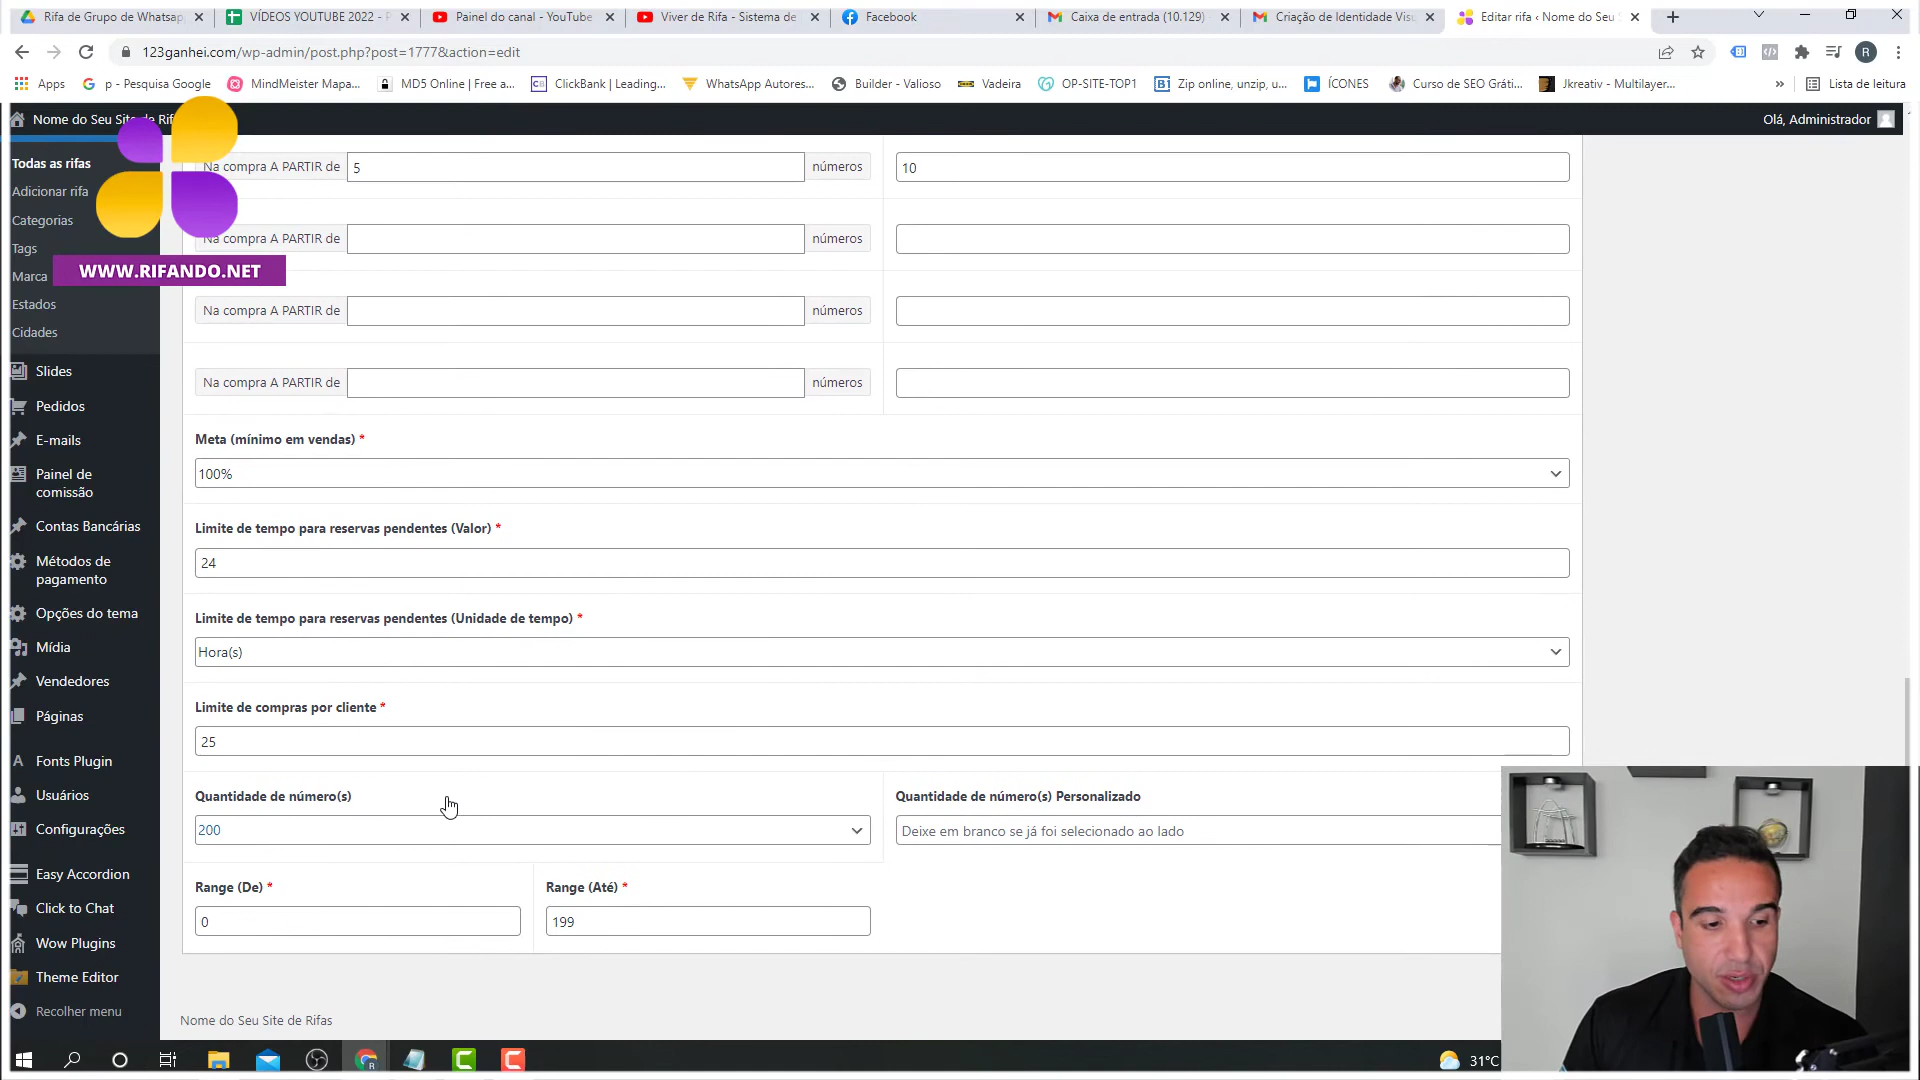 Rifa de Grupo de Whatsap
VÍDEOS YOUTUBE 2022 - P
Painel do canal - YouTube
Viver de Rifa - Sistema de
Facebook
Caixa de entrada (10.129)
Criação de Identidade Visu
Editar rifa ‹ Nome do Seu
123ganhei.com/wp-admin/post.php?post=1777&action=edit
R
Apps
p - Pesquisa Google
MindMeister Mapa...
MD5 Online | Free a...
ClickBank | Leading...
WhatsApp Autores...
Builder - Valioso
Vadeira
OP-SITE-TOP1
Zip online, unzip, u...
ÍCONES
Curso de SEO Gráti...
Jkreativ - Multilayer...
»
Lista de leitura
Nome do Seu Site de Rif
Olá, Administrador
Todas as rifas
Adicionar rifa
Categorias
Tags
Marca
Estados
Cidades
WWW.RIFANDO.NET
Slides
Pedidos
E-mails
Painel de
comissão
Contas Bancárias
Métodos de
pagamento
Opções do tema
Mídia
Vendedores
Páginas
Fonts Plugin
Usuários
Configurações
Easy Accordion
Click to Chat
Wow Plugins
Theme Editor
Recolher menu
Na compra A PARTIR de 5 números 10
Na compra A PARTIR de números
Na compra A PARTIR de números
Na compra A PARTIR de números
Meta (mínimo em vendas) *
100%
Limite de tempo para reservas pendentes (Valor) *
24
Limite de tempo para reservas pendentes (Unidade de tempo) *
Hora(s)
Limite de compras por cliente *
25
Quantidade de número(s)
200
Quantidade de número(s) Personalizado
Deixe em branco se já foi selecionado ao lado
Range (De) *
0
Range (Até) *
199
Nome do Seu Site de Rifas
31°C